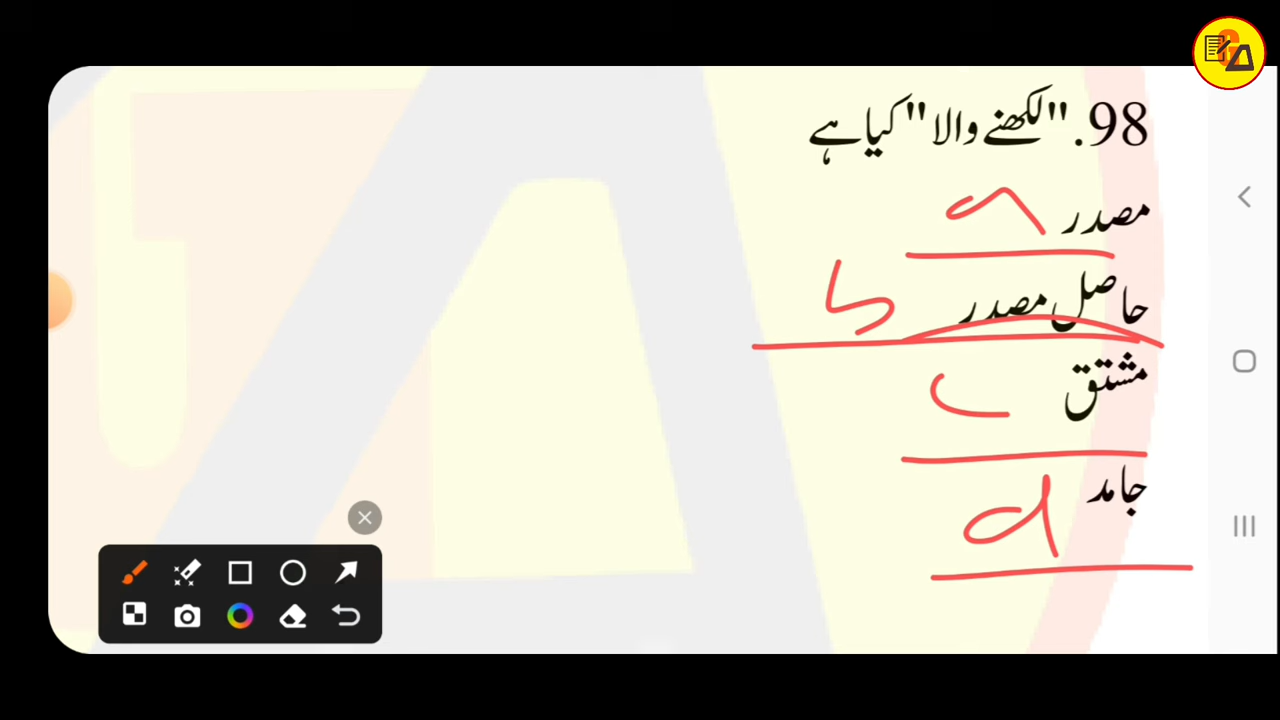 98. "لکھنے والا" کیا ہے
مصدر a
حاصل مصدر b
مشتق c
جامد d